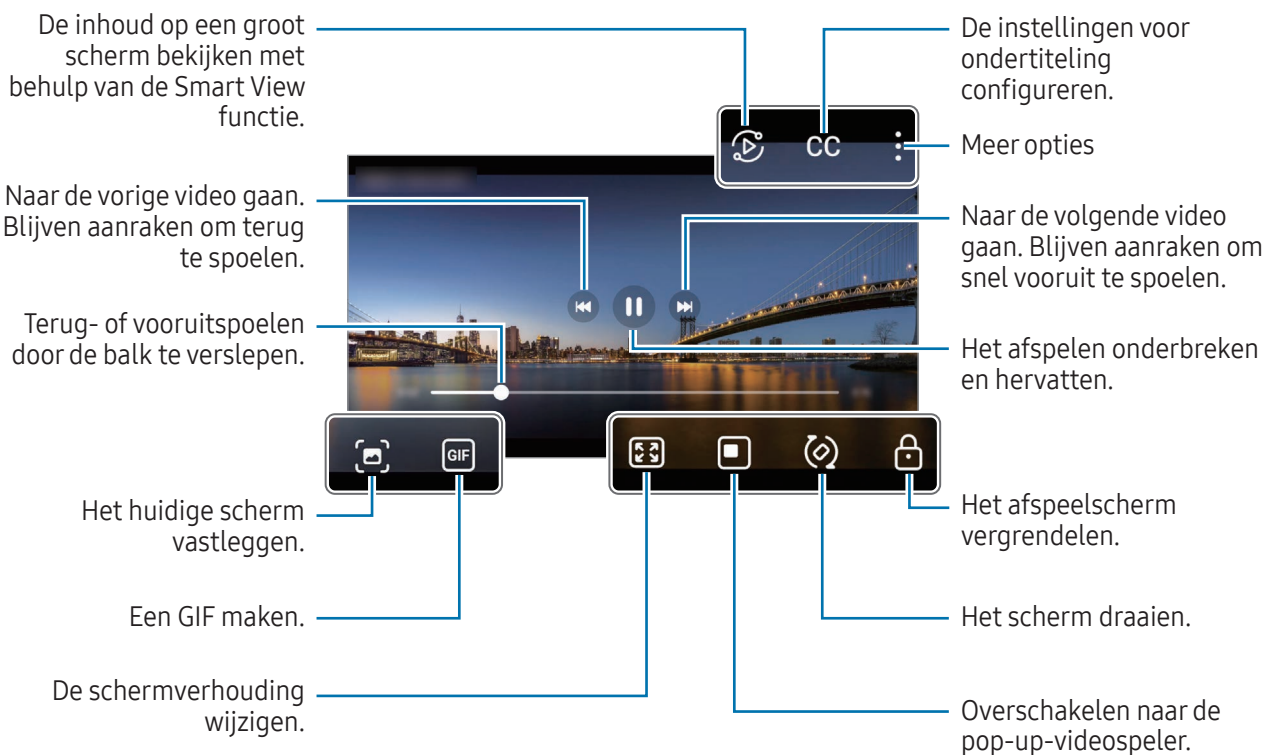 De inhoud op een groot
scherm bekijken met
behulp van de Smart View
functie.
De instellingen voor
ondertiteling
configureren.
CC
Meer opties
Naar de vorige video gaan.
Blijven aanraken om terug
te spoelen.
Naar de volgende video
gaan. Blijven aanraken om
snel vooruit te spoelen.
Terug- of vooruitspoelen
door de balk te verslepen.
Het afspelen onderbreken
en hervatten.
GIF
Het huidige scherm
vastleggen.
Het afspeelscherm
vergrendelen.
Een GIF maken.
Het scherm draaien.
De schermverhouding
wijzigen.
Overschakelen naar de
pop-up-videospeler.